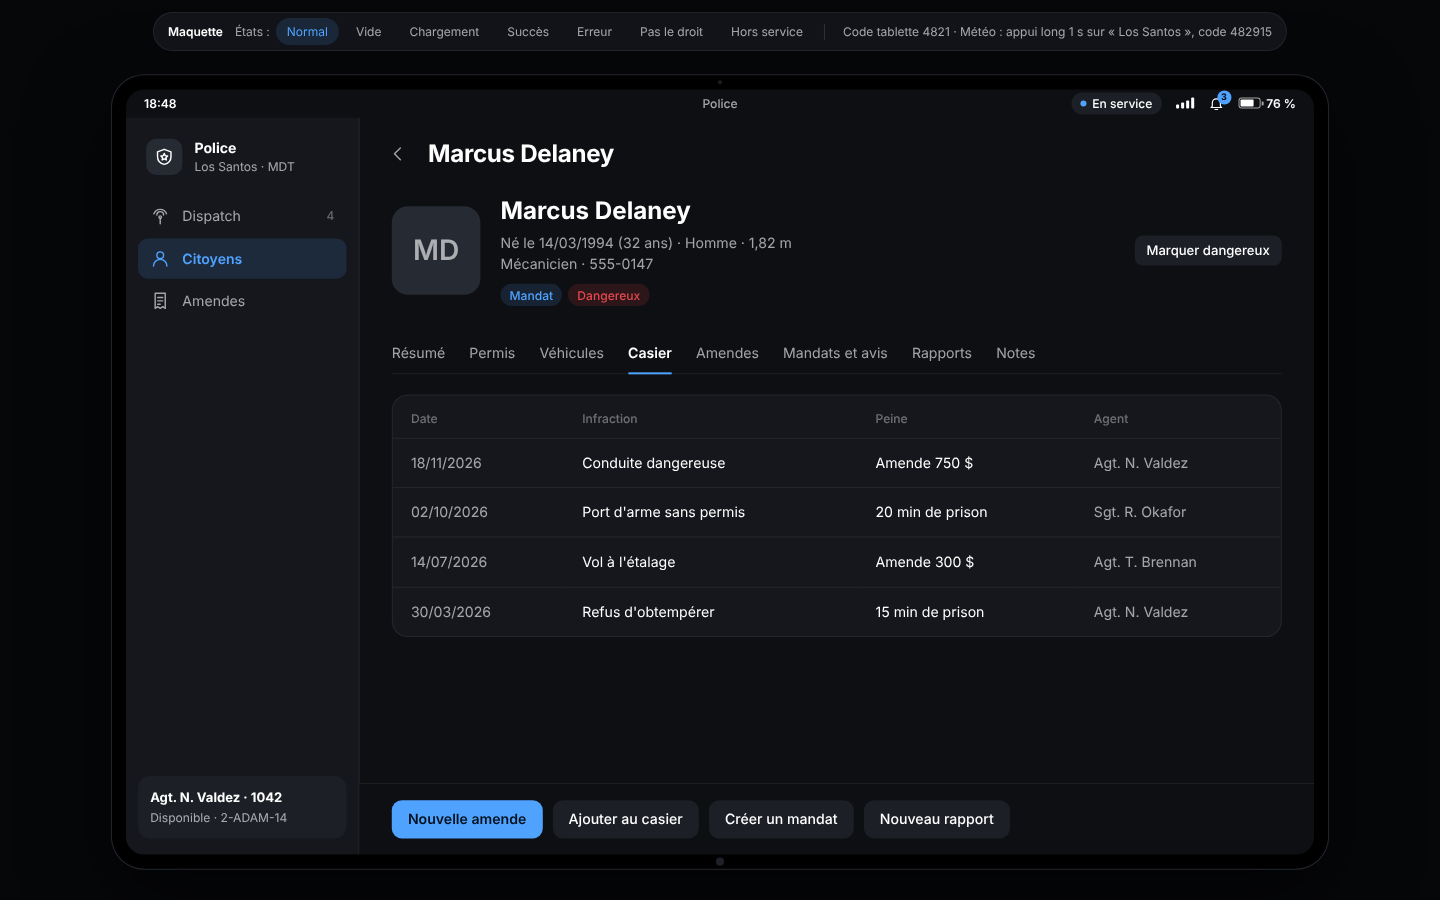 Maquette États : Normal Vide Chargement Succès Erreur Pas le droit Hors service Code tablette 4821 · Météo : appui long 1 s sur « Los Santos », code 482915
18:48 Police En service 3 76 %
Police
Los Santos · MDT
Dispatch 4
Citoyens
Amendes
Agt. N. Valdez · 1042
Disponible · 2-ADAM-14
Marcus Delaney
MD
Marcus Delaney
Né le 14/03/1994 (32 ans) · Homme · 1,82 m
Mécanicien · 555-0147
Mandat Dangereux
Marquer dangereux
Résumé Permis Véhicules Casier Amendes Mandats et avis Rapports Notes
Date Infraction Peine Agent
18/11/2026 Conduite dangereuse Amende 750 $ Agt. N. Valdez
02/10/2026 Port d'arme sans permis 20 min de prison Sgt. R. Okafor
14/07/2026 Vol à l'étalage Amende 300 $ Agt. T. Brennan
30/03/2026 Refus d'obtempérer 15 min de prison Agt. N. Valdez
Nouvelle amende Ajouter au casier Créer un mandat Nouveau rapport